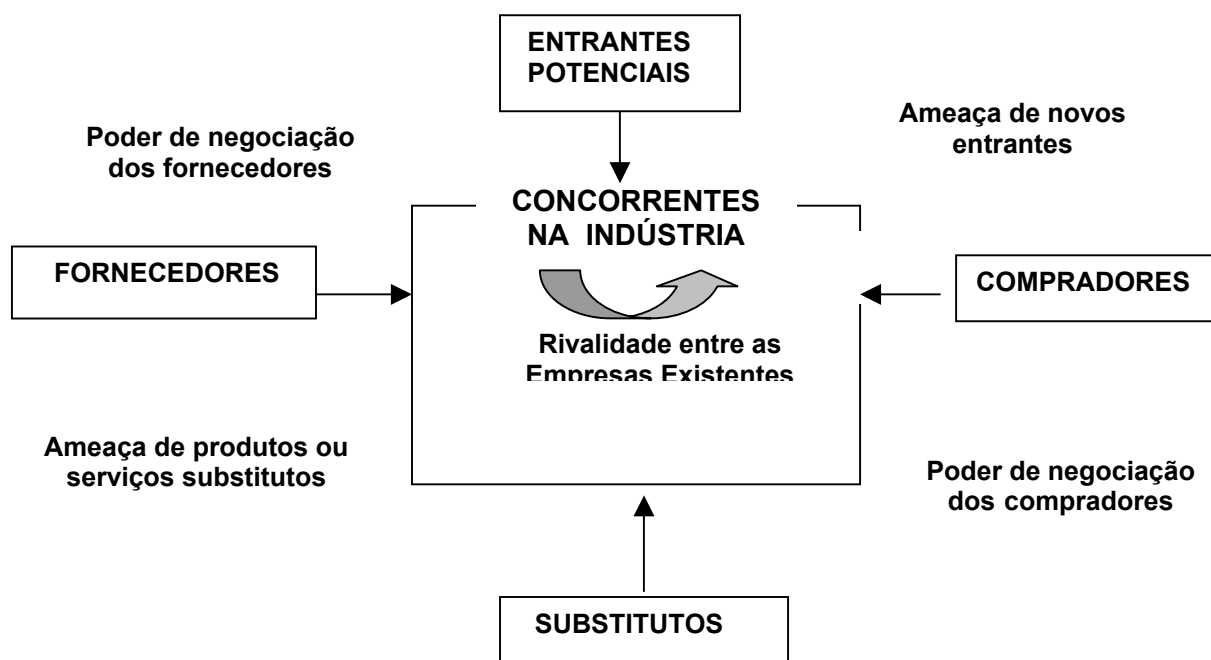 ENTRANTES
POTENCIAIS
Poder de negociação
dos fornecedores
Ameaça de novos
entrantes
CONCORRENTES
NA INDÚSTRIA
FORNECEDORES
COMPRADORES
Rivalidade entre as
Empresas Existentes
Ameaça de produtos ou
serviços substitutos
Poder de negociação
dos compradores
SUBSTITUTOS